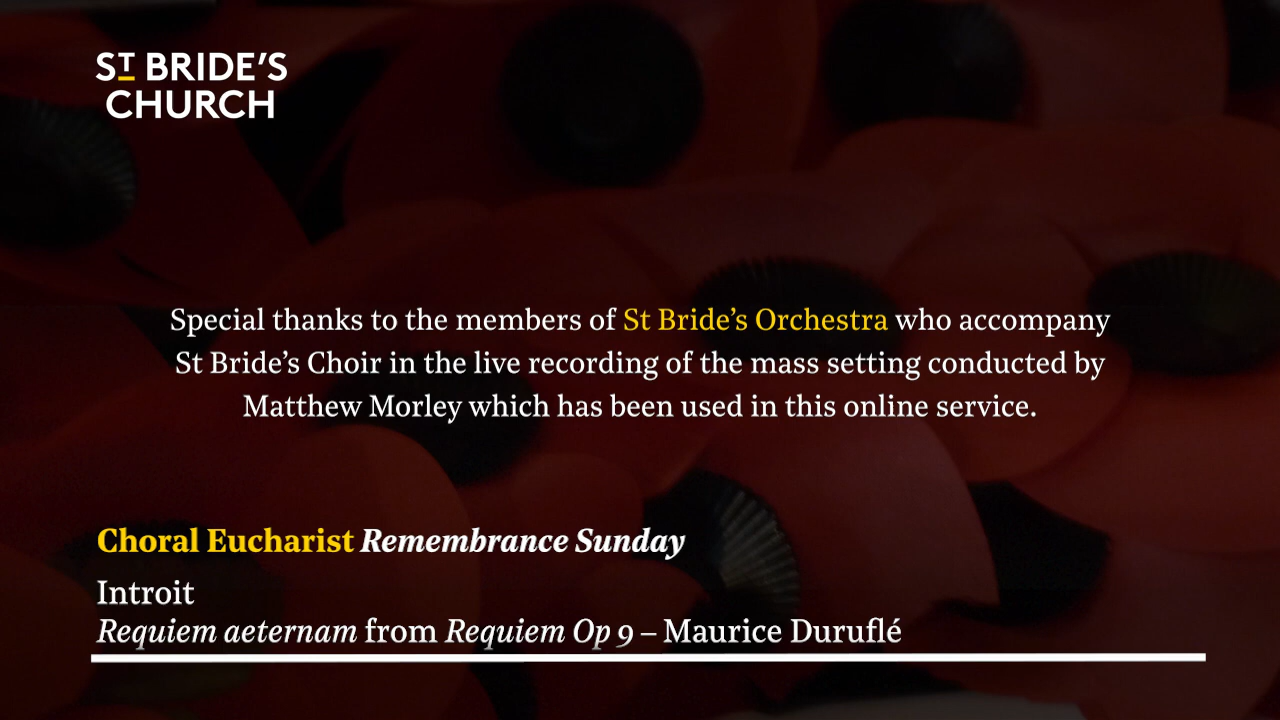 ST BRIDE'S
CHURCH
Special thanks to the members of St Bride's Orchestra who accompany
St Bride's Choir in the live recording of the mass setting conducted by
Matthew Morley which has been used in this online service.
Choral Eucharist Remembrance Sunday
Introit
Requiem aeternam from Requiem Op 9 – Maurice Duruflé